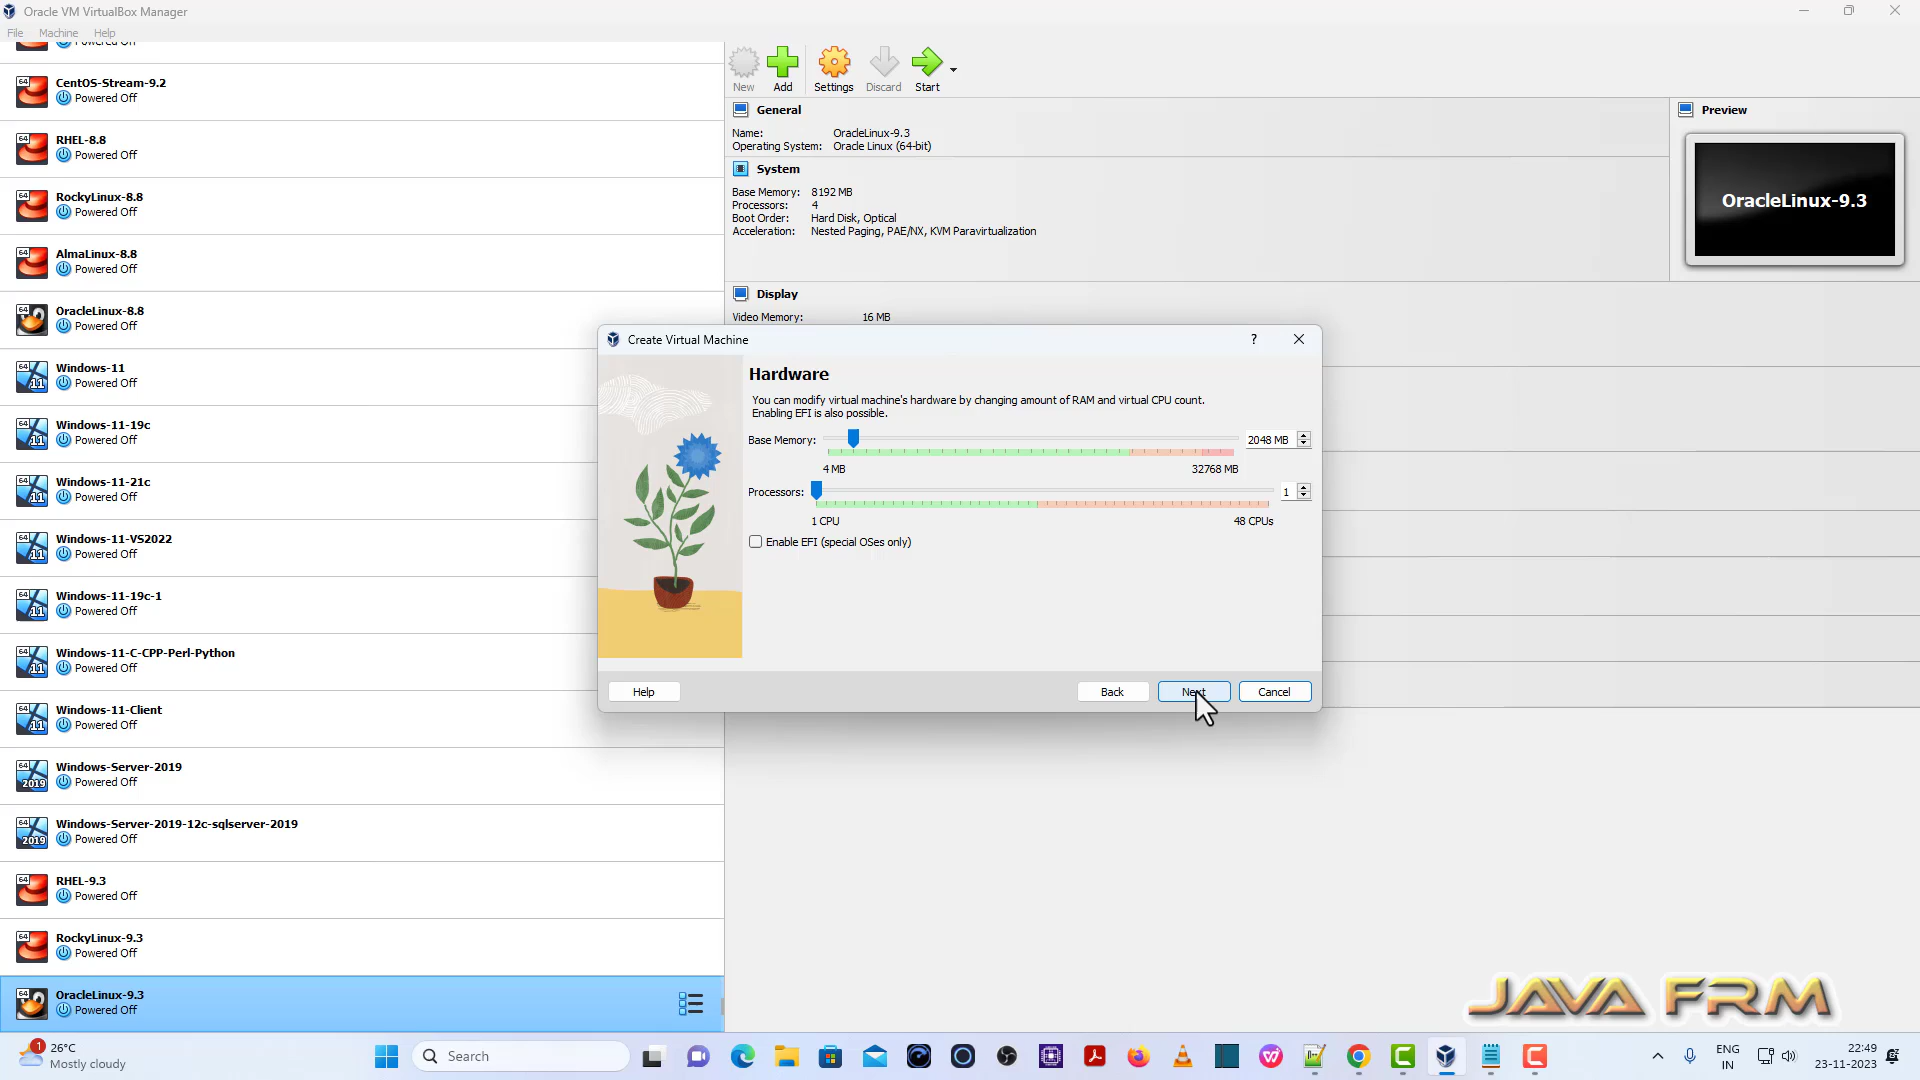 Oracle VM VirtualBox Manager
File Machine Help
Powered Off
CentOS-Stream-9.2
Powered Off
RHEL-8.8
Powered Off
RockyLinux-8.8
Powered Off
AlmaLinux-8.8
Powered Off
OracleLinux-8.8
Powered Off
Windows-11
Powered Off
Windows-11-19c
Powered Off
Windows-11-21c
Powered Off
Windows-11-VS2022
Powered Off
Windows-11-19c-1
Powered Off
Windows-11-C-CPP-Perl-Python
Powered Off
Windows-11-Client
Powered Off
Windows-Server-2019
Powered Off
Windows-Server-2019-12c-sqlserver-2019
Powered Off
RHEL-9.3
Powered Off
RockyLinux-9.3
Powered Off
OracleLinux-9.3
Powered Off
New Add Settings Discard Start
General
Name: OracleLinux-9.3
Operating System: Oracle Linux (64-bit)
System
Base Memory: 8192 MB
Processors: 4
Boot Order: Hard Disk, Optical
Acceleration: Nested Paging, PAE/NX, KVM Paravirtualization
Display
Video Memory: 16 MB
Preview
OracleLinux-9.3
Create Virtual Machine
Hardware
You can modify virtual machine's hardware by changing amount of RAM and virtual CPU count.
Enabling EFI is also possible.
Base Memory: 2048 MB
4 MB 32768 MB
Processors: 1
1 CPU 48 CPUs
Enable EFI (special OSes only)
Help Back Next Cancel
JAVA FRM
1
26°C
Mostly cloudy
Search
ENG
IN
22:49
23-11-2023